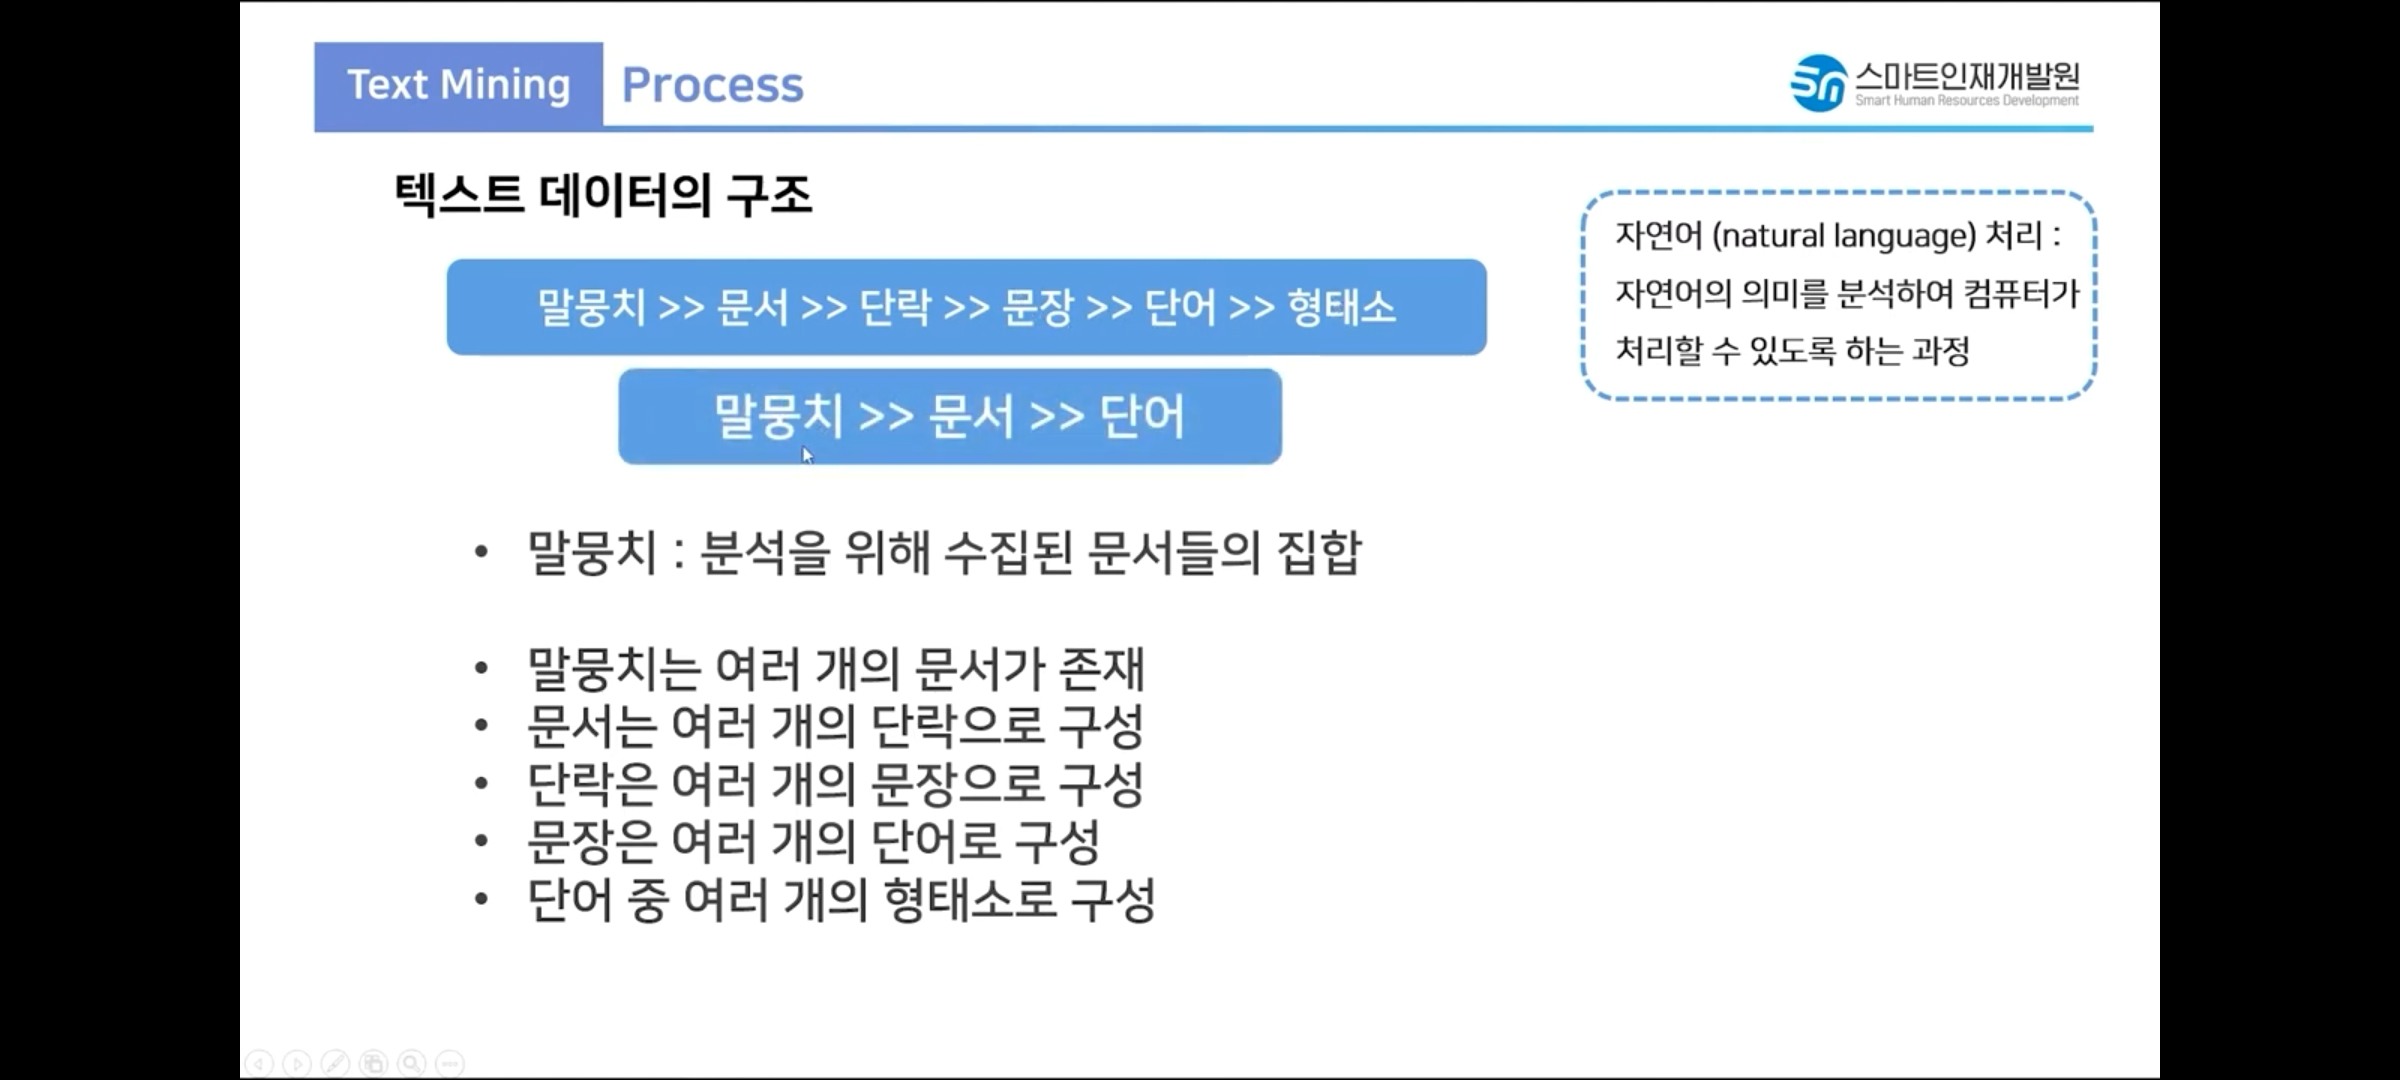 Text Mining Process
스마트인재개발원
Smart Human Resources Development
텍스트 데이터의 구조
자연어 (natural language) 처리 :
자연어의 의미를 분석하여 컴퓨터가
처리할 수 있도록 하는 과정
말뭉치 >> 문서 >> 단락 >> 문장 >> 단어 >> 형태소
말뭉치 >> 문서 >> 단어
• 말뭉치 : 분석을 위해 수집된 문서들의 집합
• 말뭉치는 여러 개의 문서가 존재
• 문서는 여러 개의 단락으로 구성
• 단락은 여러 개의 문장으로 구성
• 문장은 여러 개의 단어로 구성
• 단어 중 여러 개의 형태소로 구성